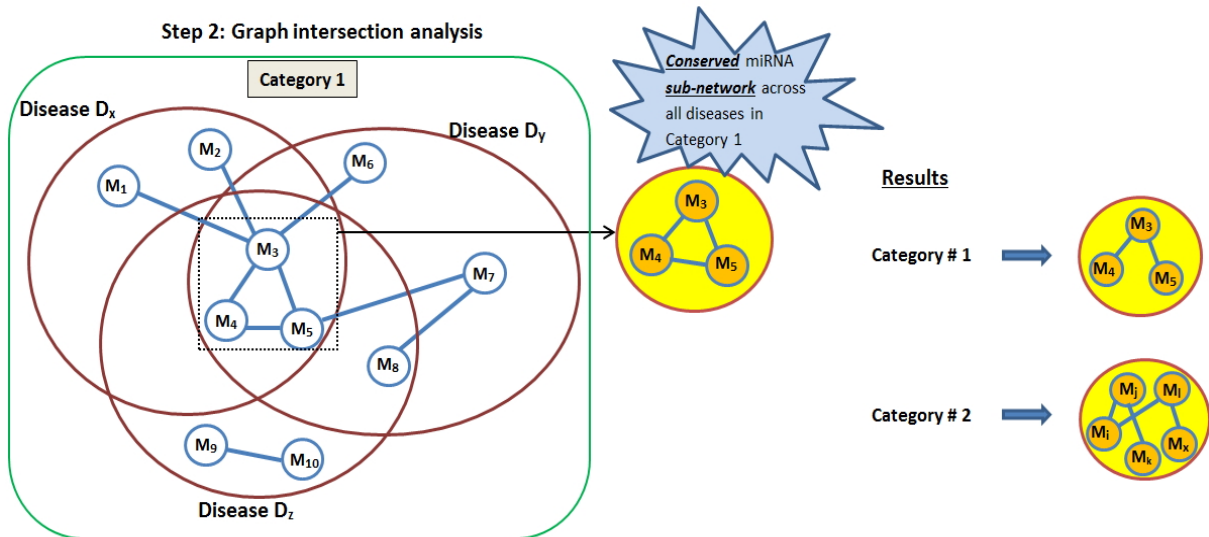 Step 2: Graph intersection analysis
Category 1
Disease Dx
Disease Dy
M2
M6
M1
M3
M7
M4
M5
M8
M9
M10
Disease Dz
Conserved miRNA
sub-network across
all diseases in
Category 1
M3
M4
M5
Results
Category # 1
M3
M4
M5
Category # 2
Mj
Ml
Mi
Mk
Mx